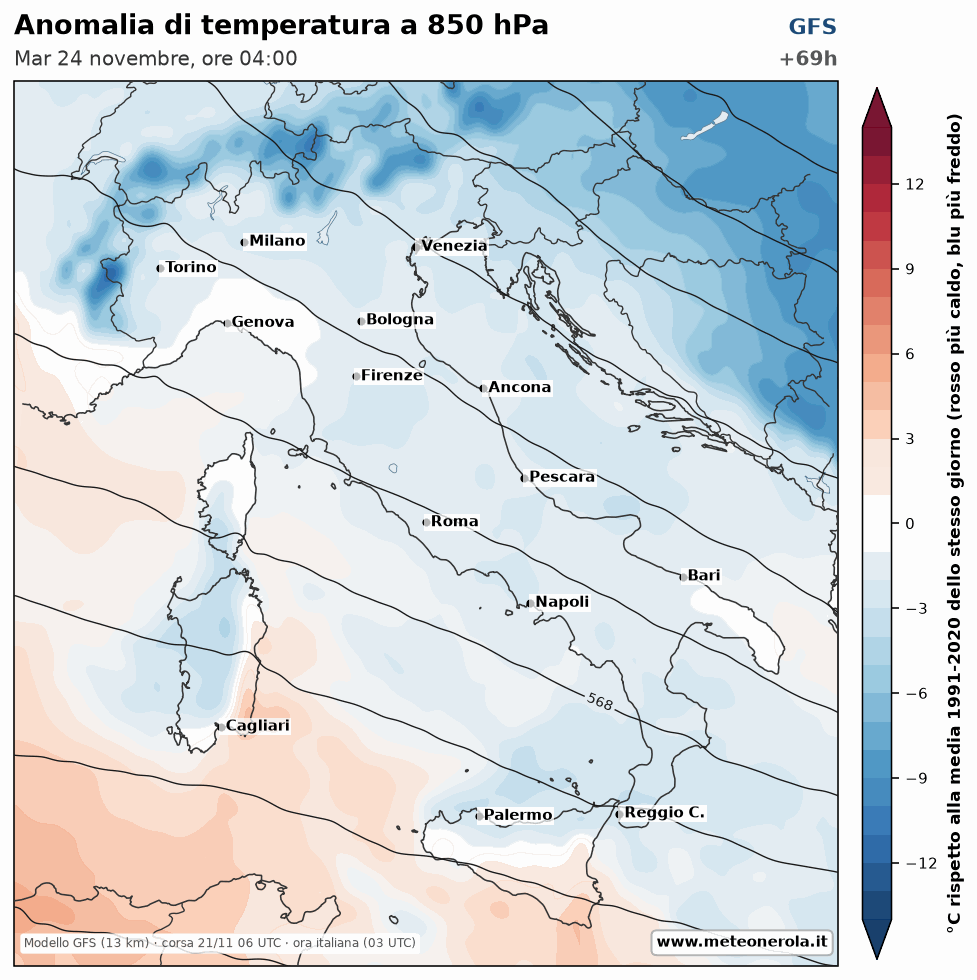 Anomalia di temperatura a 850 hPa
GFS
Mar 24 novembre, ore 04:00
+69h
Milano
Venezia
Torino
Genova
Bologna
Firenze
Ancona
Pescara
Roma
Bari
Napoli
568
Cagliari
Palermo
Reggio C.
Modello GFS (13 km) · corsa 21/11 06 UTC · ora italiana (03 UTC)
www.meteonerola.it
12
9
6
3
0
−3
−6
−9
−12
°C rispetto alla media 1991-2020 dello stesso giorno (rosso più caldo, blu più freddo)